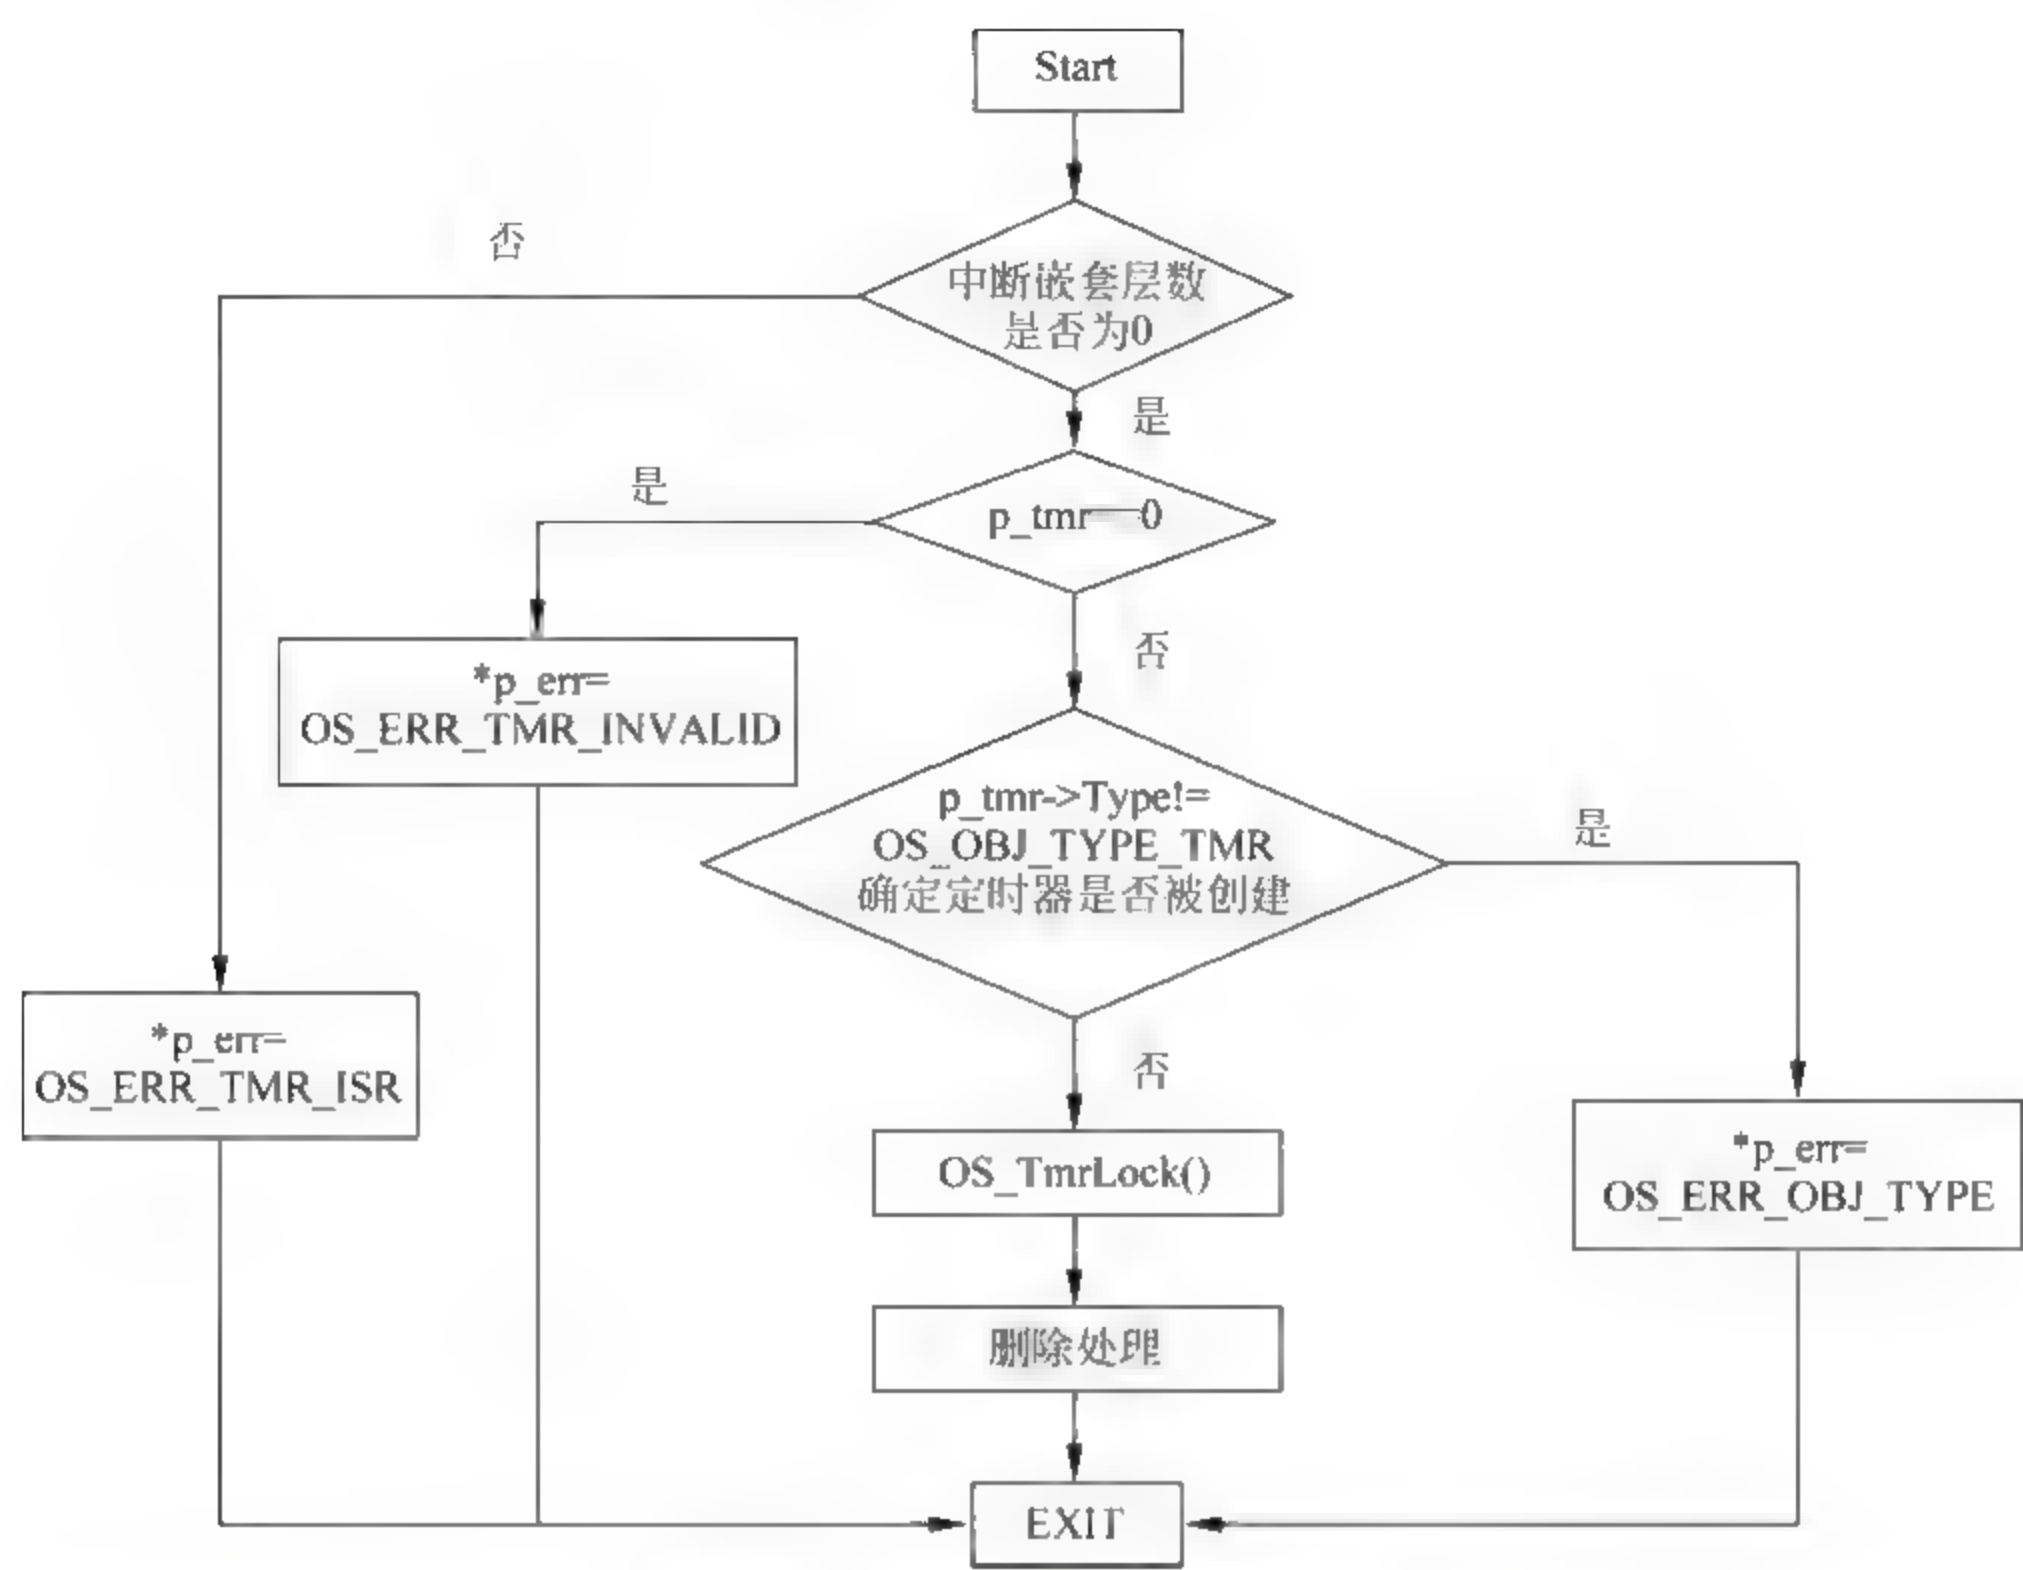 Start
否
中断嵌套层数
是否为0
是
是
p_tmr==0
否
*p_err=
OS_ERR_TMR_INVALID
p_tmr->Type!=
OS_OBJ_TYPE_TMR
确定定时器是否被创建
是
否
*p_err=
OS_ERR_TMR_ISR
OS_TmrLock()
*p_err=
OS_ERR_OBJ_TYPE
删除处理
EXIT